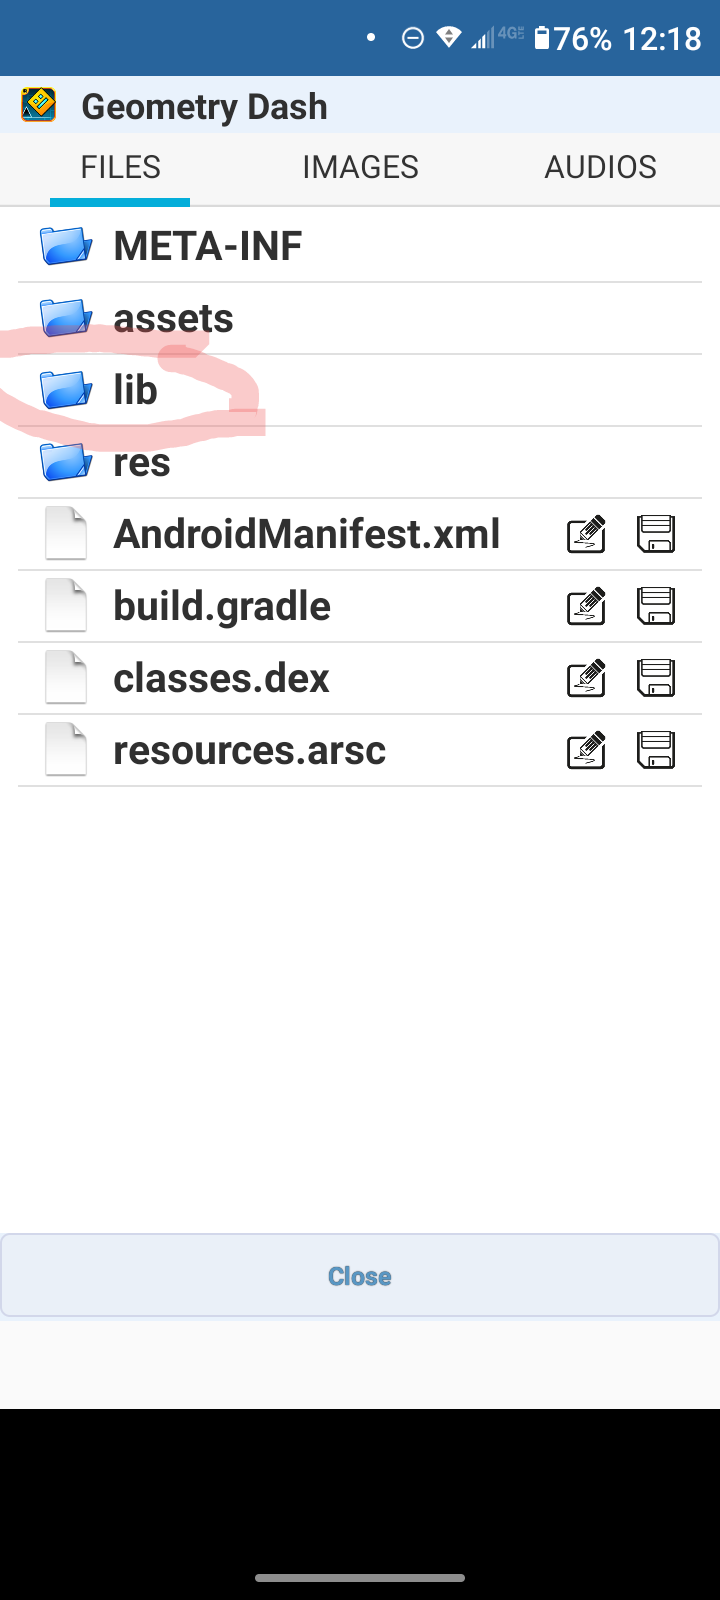 4G 76% 12:18
Geometry Dash
FILES IMAGES AUDIOS
META-INF
assets
lib
res
AndroidManifest.xml
build.gradle
classes.dex
resources.arsc
Close